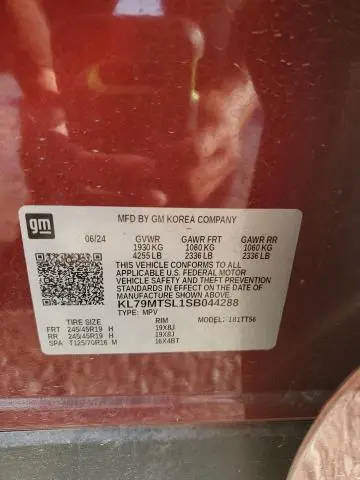 gm
MFD BY GM KOREA COMPANY
06/24 GVWR GAWR FRT GAWR RR
1930 KG 1060 KG 1060 KG
4255 LB 2336 LB 2336 LB
THIS VEHICLE CONFORMS TO ALL
APPLICABLE U.S. FEDERAL MOTOR
VEHICLE SAFETY AND THEFT PREVENTION
STANDARDS IN EFFECT ON THE DATE OF
MANUFACTURE SHOWN ABOVE.
KL79MTSL1SB044288
TYPE: MPV MODEL: 1B1TT56
TIRE SIZE RIM
FRT 245/45R19 H 19X8J
RR 245/45R19 H 19X8J
SPA T125/70R16 M 16X4BT